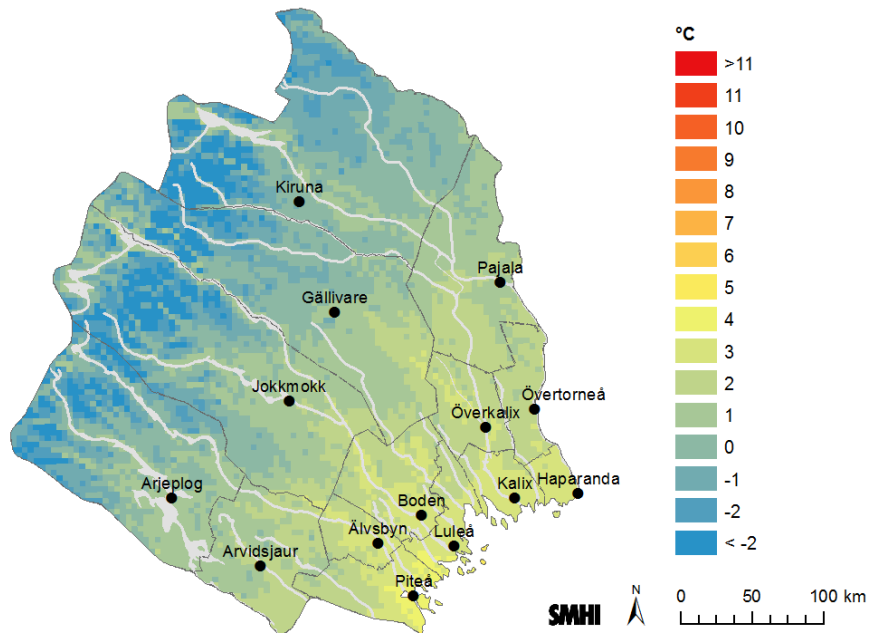 °C
>11
11
10
9
8
7
6
5
4
3
2
1
0
-1
-2
< -2
Kiruna
Pajala
Gällivare
Jokkmokk
Övertorneå
Överkalix
Arjeplog
Kalix
Haparanda
Boden
Älvsbyn
Luleå
Arvidsjaur
Piteå
SMHI
N
0 50 100 km